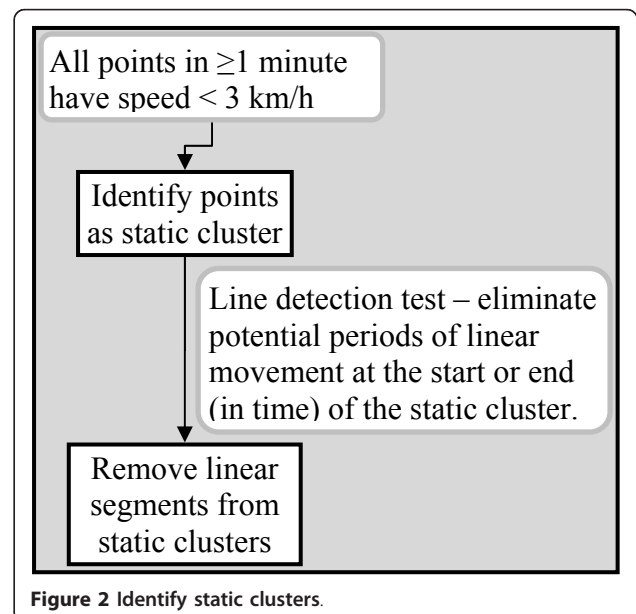 All points in ≥1 minute
have speed < 3 km/h
Identify points
as static cluster
Line detection test – eliminate
potential periods of linear
movement at the start or end
(in time) of the static cluster.
Remove linear
segments from
static clusters
Figure 2 Identify static clusters.